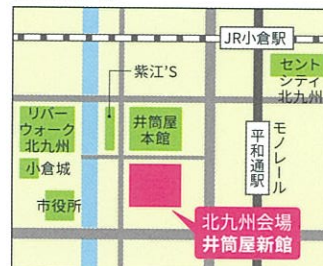 JR小倉駅
セント
シティ
北九州
紫江'S
リバー
ウォーク
北九州
井筒屋
本館
モノレール
平和通駅
小倉城
市役所
北九州会場
井筒屋新館